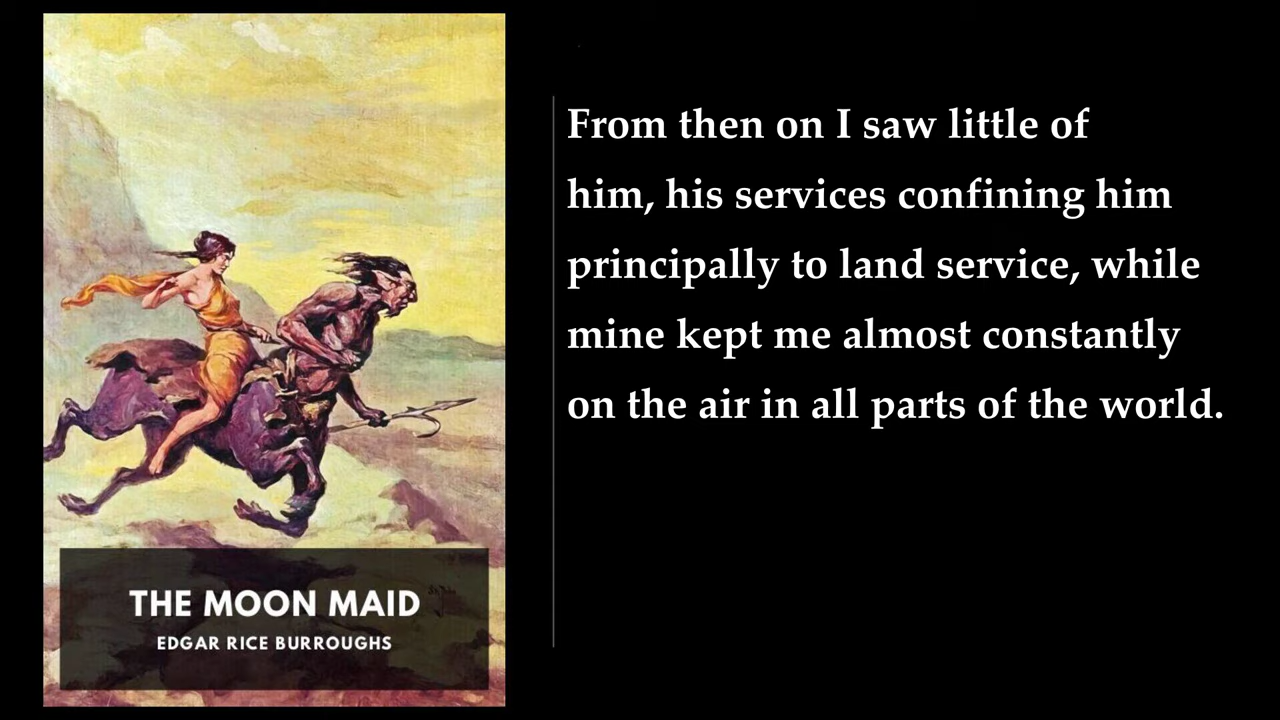 From then on I saw little of
him, his services confining him
principally to land service, while
mine kept me almost constantly
on the air in all parts of the world.
THE MOON MAID
EDGAR RICE BURROUGHS